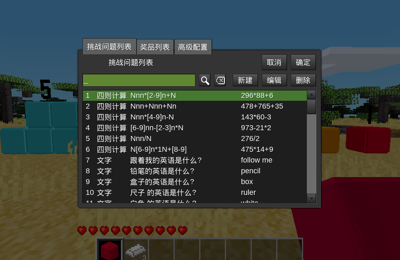 挑战问题列表 奖品列表 高级配置
挑战问题列表 取消 确定
新建 编辑 删除
1 四则计算 Nnn*[2-9]n+N 296*88+6
2 四则计算 Nnn+Nnn+Nn 478+765+35
3 四则计算 Nnn*[4-9]n-N 143*60-3
4 四则计算 [6-9]nn-[2-3]n*N 973-21*2
5 四则计算 Nnn/N 276/2
6 四则计算 N[6-9]n*1N+[8-9] 475*14+9
7 文字 跟着我的英语是什么? follow me
8 文字 铅笔的英语是什么? pencil
9 文字 盒子的英语是什么? box
10 文字 尺子 的英语是什么? ruler
11 文字 白色 的英语是什么? white